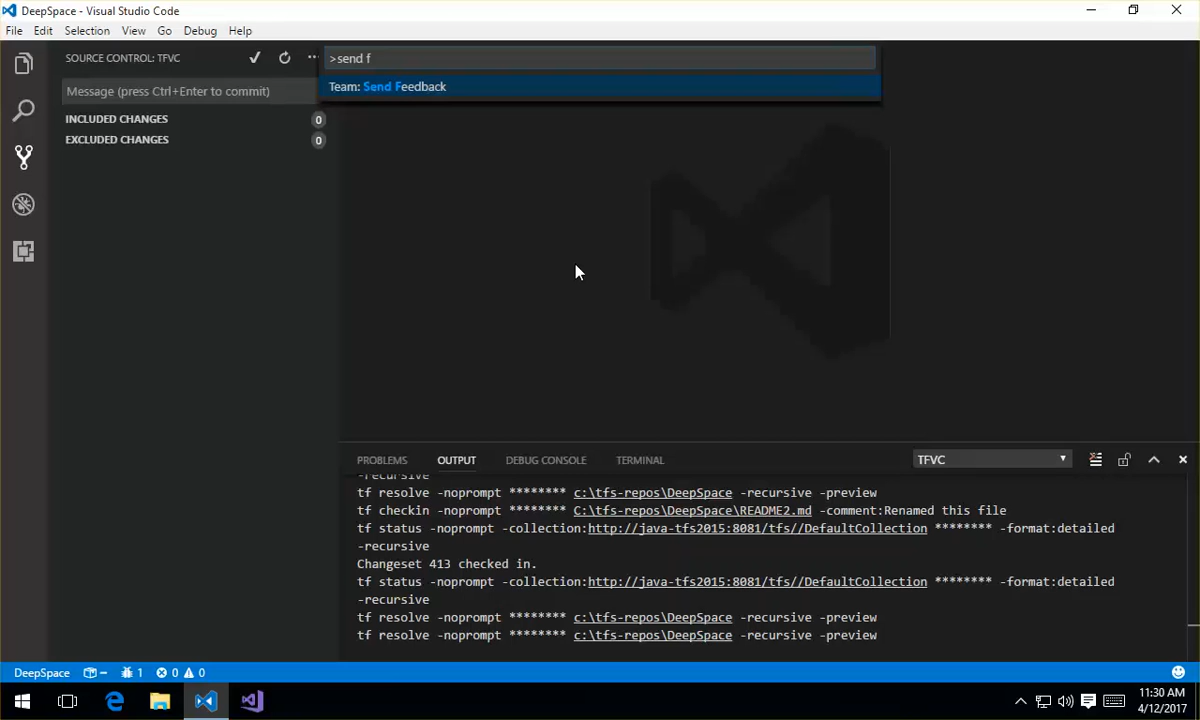 DeepSpace - Visual Studio Code
File Edit Selection View Go Debug Help
SOURCE CONTROL: TFVC
>send f
Team: Send Feedback
Message (press Ctrl+Enter to commit)
INCLUDED CHANGES 0
EXCLUDED CHANGES 0
PROBLEMS OUTPUT DEBUG CONSOLE TERMINAL TFVC
-recursive
tf resolve -noprompt ******** c:\tfs-repos\DeepSpace -recursive -preview
tf checkin -noprompt ******** C:\tfs-repos\DeepSpace\README2.md -comment:Renamed this file
tf status -noprompt -collection:http://java-tfs2015:8081/tfs//DefaultCollection ******** -format:detailed
-recursive
Changeset 413 checked in.
tf status -noprompt -collection:http://java-tfs2015:8081/tfs//DefaultCollection ******** -format:detailed
-recursive
tf resolve -noprompt ******** c:\tfs-repos\DeepSpace -recursive -preview
tf resolve -noprompt ******** c:\tfs-repos\DeepSpace -recursive -preview
DeepSpace 1 0 0
11:30 AM
4/12/2017